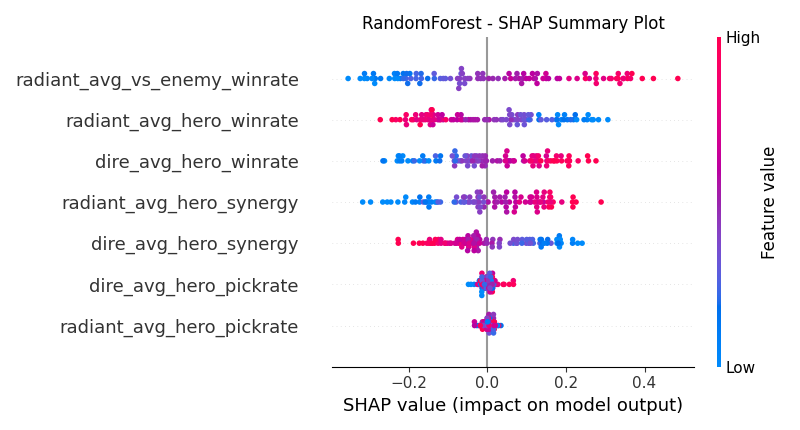 RandomForest - SHAP Summary Plot
High
radiant_avg_vs_enemy_winrate
radiant_avg_hero_winrate
dire_avg_hero_winrate
radiant_avg_hero_synergy
dire_avg_hero_synergy
dire_avg_hero_pickrate
radiant_avg_hero_pickrate
Feature value
Low
−0.2 0.0 0.2 0.4
SHAP value (impact on model output)